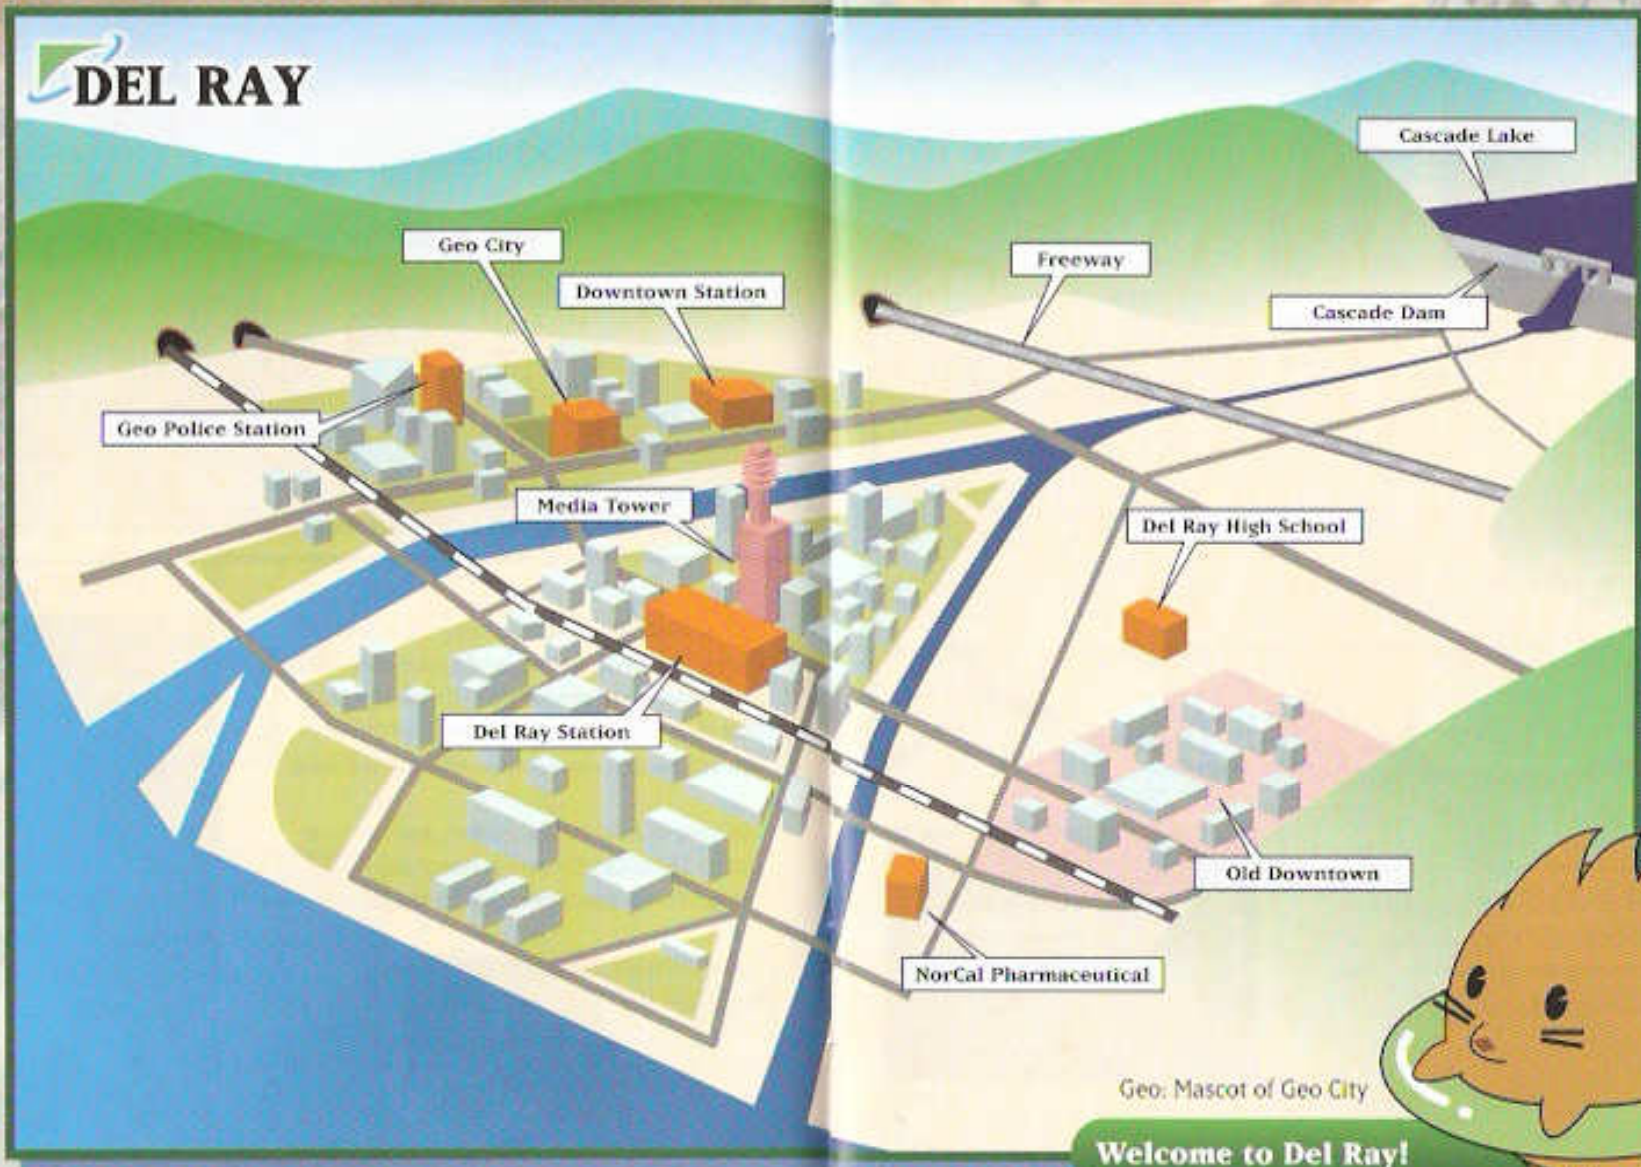 DEL RAY
Cascade Lake
Geo City
Freeway
Downtown Station
Cascade Dam
Geo Police Station
Media Tower
Del Ray High School
Del Ray Station
Old Downtown
NorCal Pharmaceutical
Geo: Mascot of Geo City
Welcome to Del Ray!